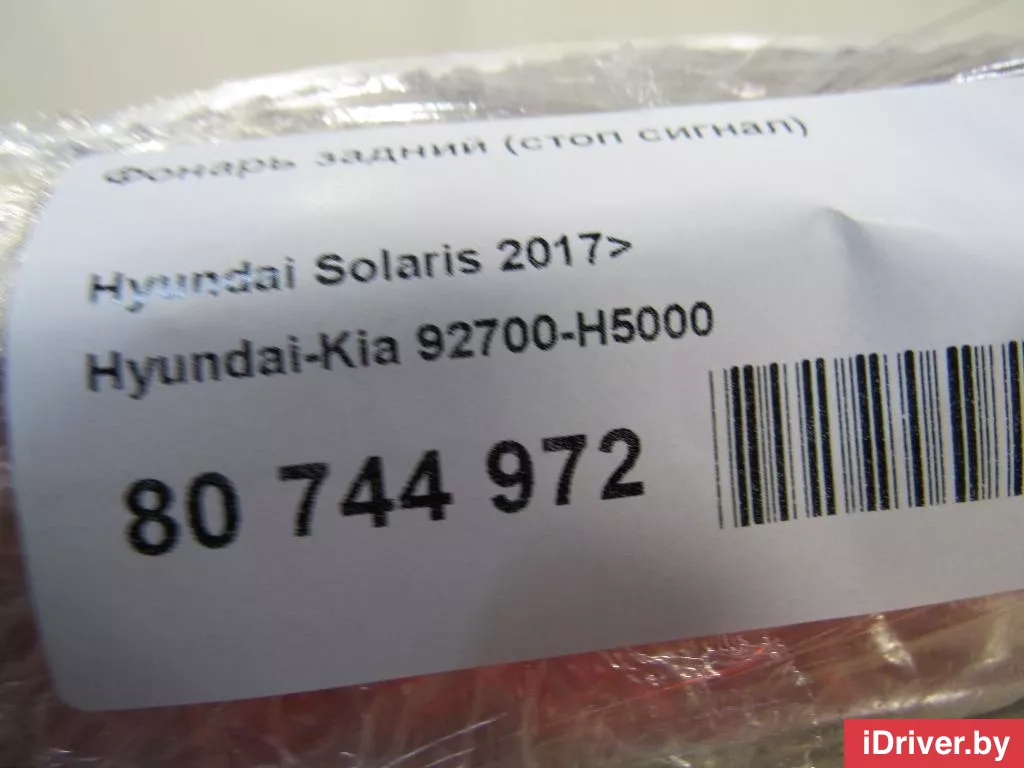 Фонарь задний (стоп сигнал)
Hyundai Solaris 2017>
Hyundai-Kia 92700-H5000
80 744 972
iDriver.by